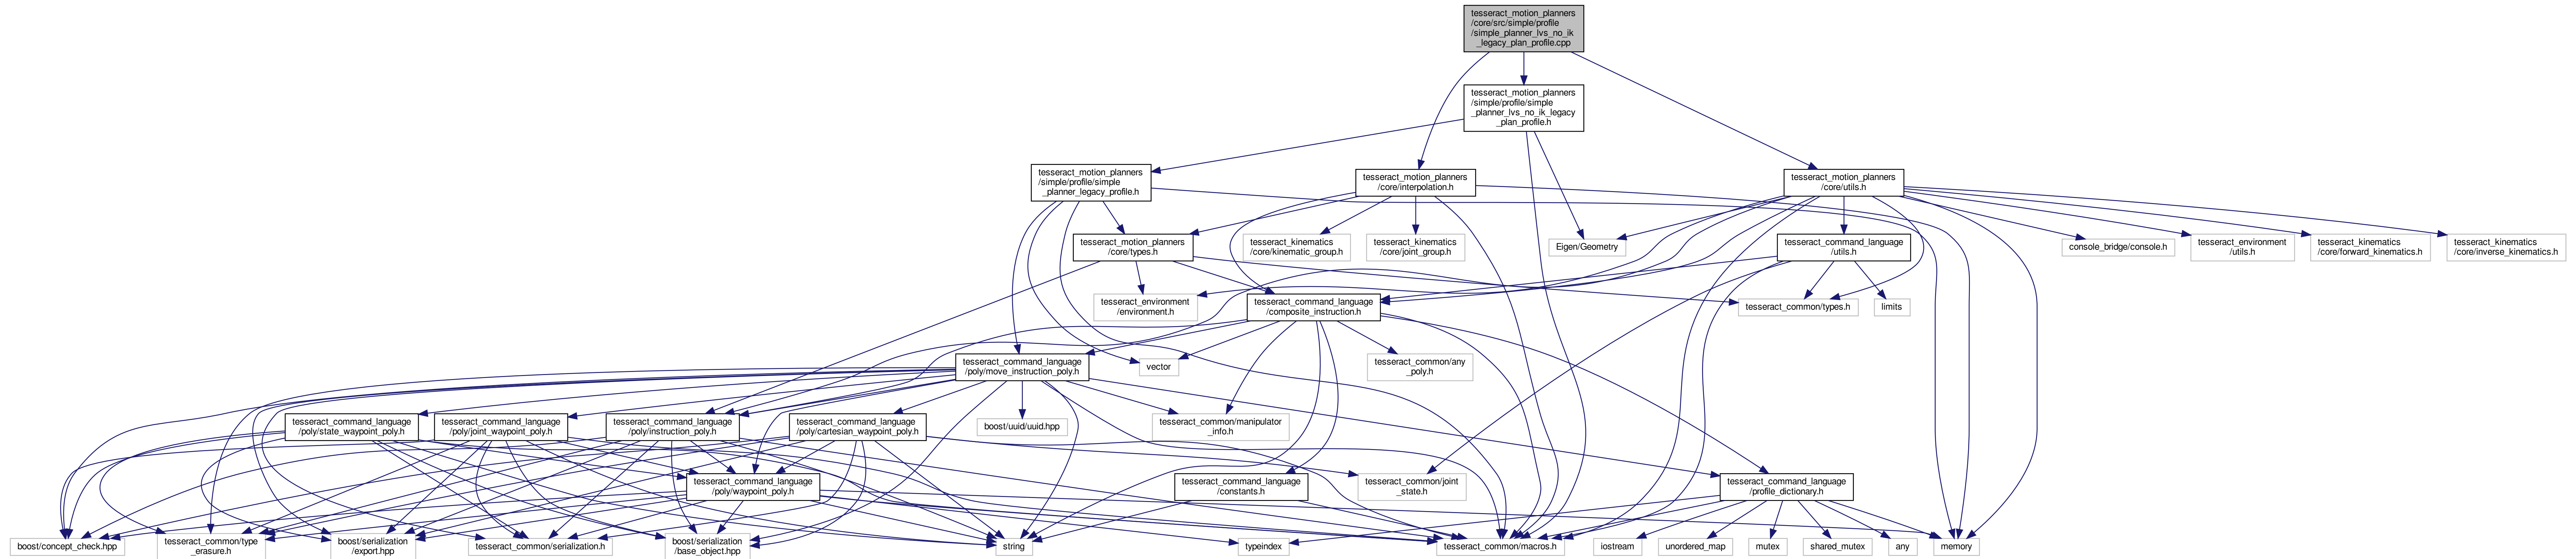 tesseract_motion_planners
/core/src/simple/profile
/simple_planner_lvs_no_ik
_legacy_plan_profile.cpp
tesseract_motion_planners
/simple/profile/simple
_planner_lvs_no_ik_legacy
_plan_profile.h
tesseract_motion_planners
/simple/profile/simple
_planner_legacy_profile.h
tesseract_motion_planners
/core/interpolation.h
tesseract_motion_planners
/core/utils.h
tesseract_motion_planners
/core/types.h
tesseract_kinematics
/core/kinematic_group.h
tesseract_kinematics
/core/joint_group.h
Eigen/Geometry
tesseract_command_language
/utils.h
console_bridge/console.h
tesseract_environment
/utils.h
tesseract_kinematics
/core/forward_kinematics.h
tesseract_kinematics
/core/inverse_kinematics.h
tesseract_environment
/environment.h
tesseract_command_language
/composite_instruction.h
tesseract_common/types.h
limits
tesseract_command_language
/poly/move_instruction_poly.h
vector
tesseract_common/any
_poly.h
tesseract_command_language
/poly/state_waypoint_poly.h
tesseract_command_language
/poly/joint_waypoint_poly.h
tesseract_command_language
/poly/instruction_poly.h
tesseract_command_language
/poly/cartesian_waypoint_poly.h
boost/uuid/uuid.hpp
tesseract_common/manipulator
_info.h
tesseract_command_language
/poly/waypoint_poly.h
tesseract_command_language
/constants.h
tesseract_common/joint
_state.h
tesseract_command_language
/profile_dictionary.h
boost/concept_check.hpp
tesseract_common/type
_erasure.h
boost/serialization
/export.hpp
tesseract_common/serialization.h
boost/serialization
/base_object.hpp
string
typeindex
tesseract_common/macros.h
iostream
unordered_map
mutex
shared_mutex
any
memory